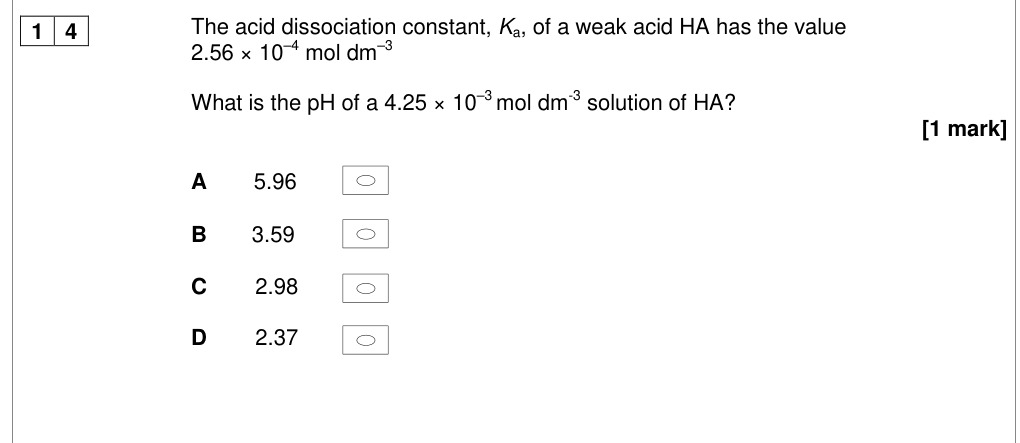 1 4 The acid dissociation constant, Kₐ, of a weak acid HA has the value
2.56 × 10⁻⁴ mol dm⁻³
What is the pH of a 4.25 × 10⁻³ mol dm⁻³ solution of HA?
[1 mark]
A 5.96
B 3.59
C 2.98
D 2.37